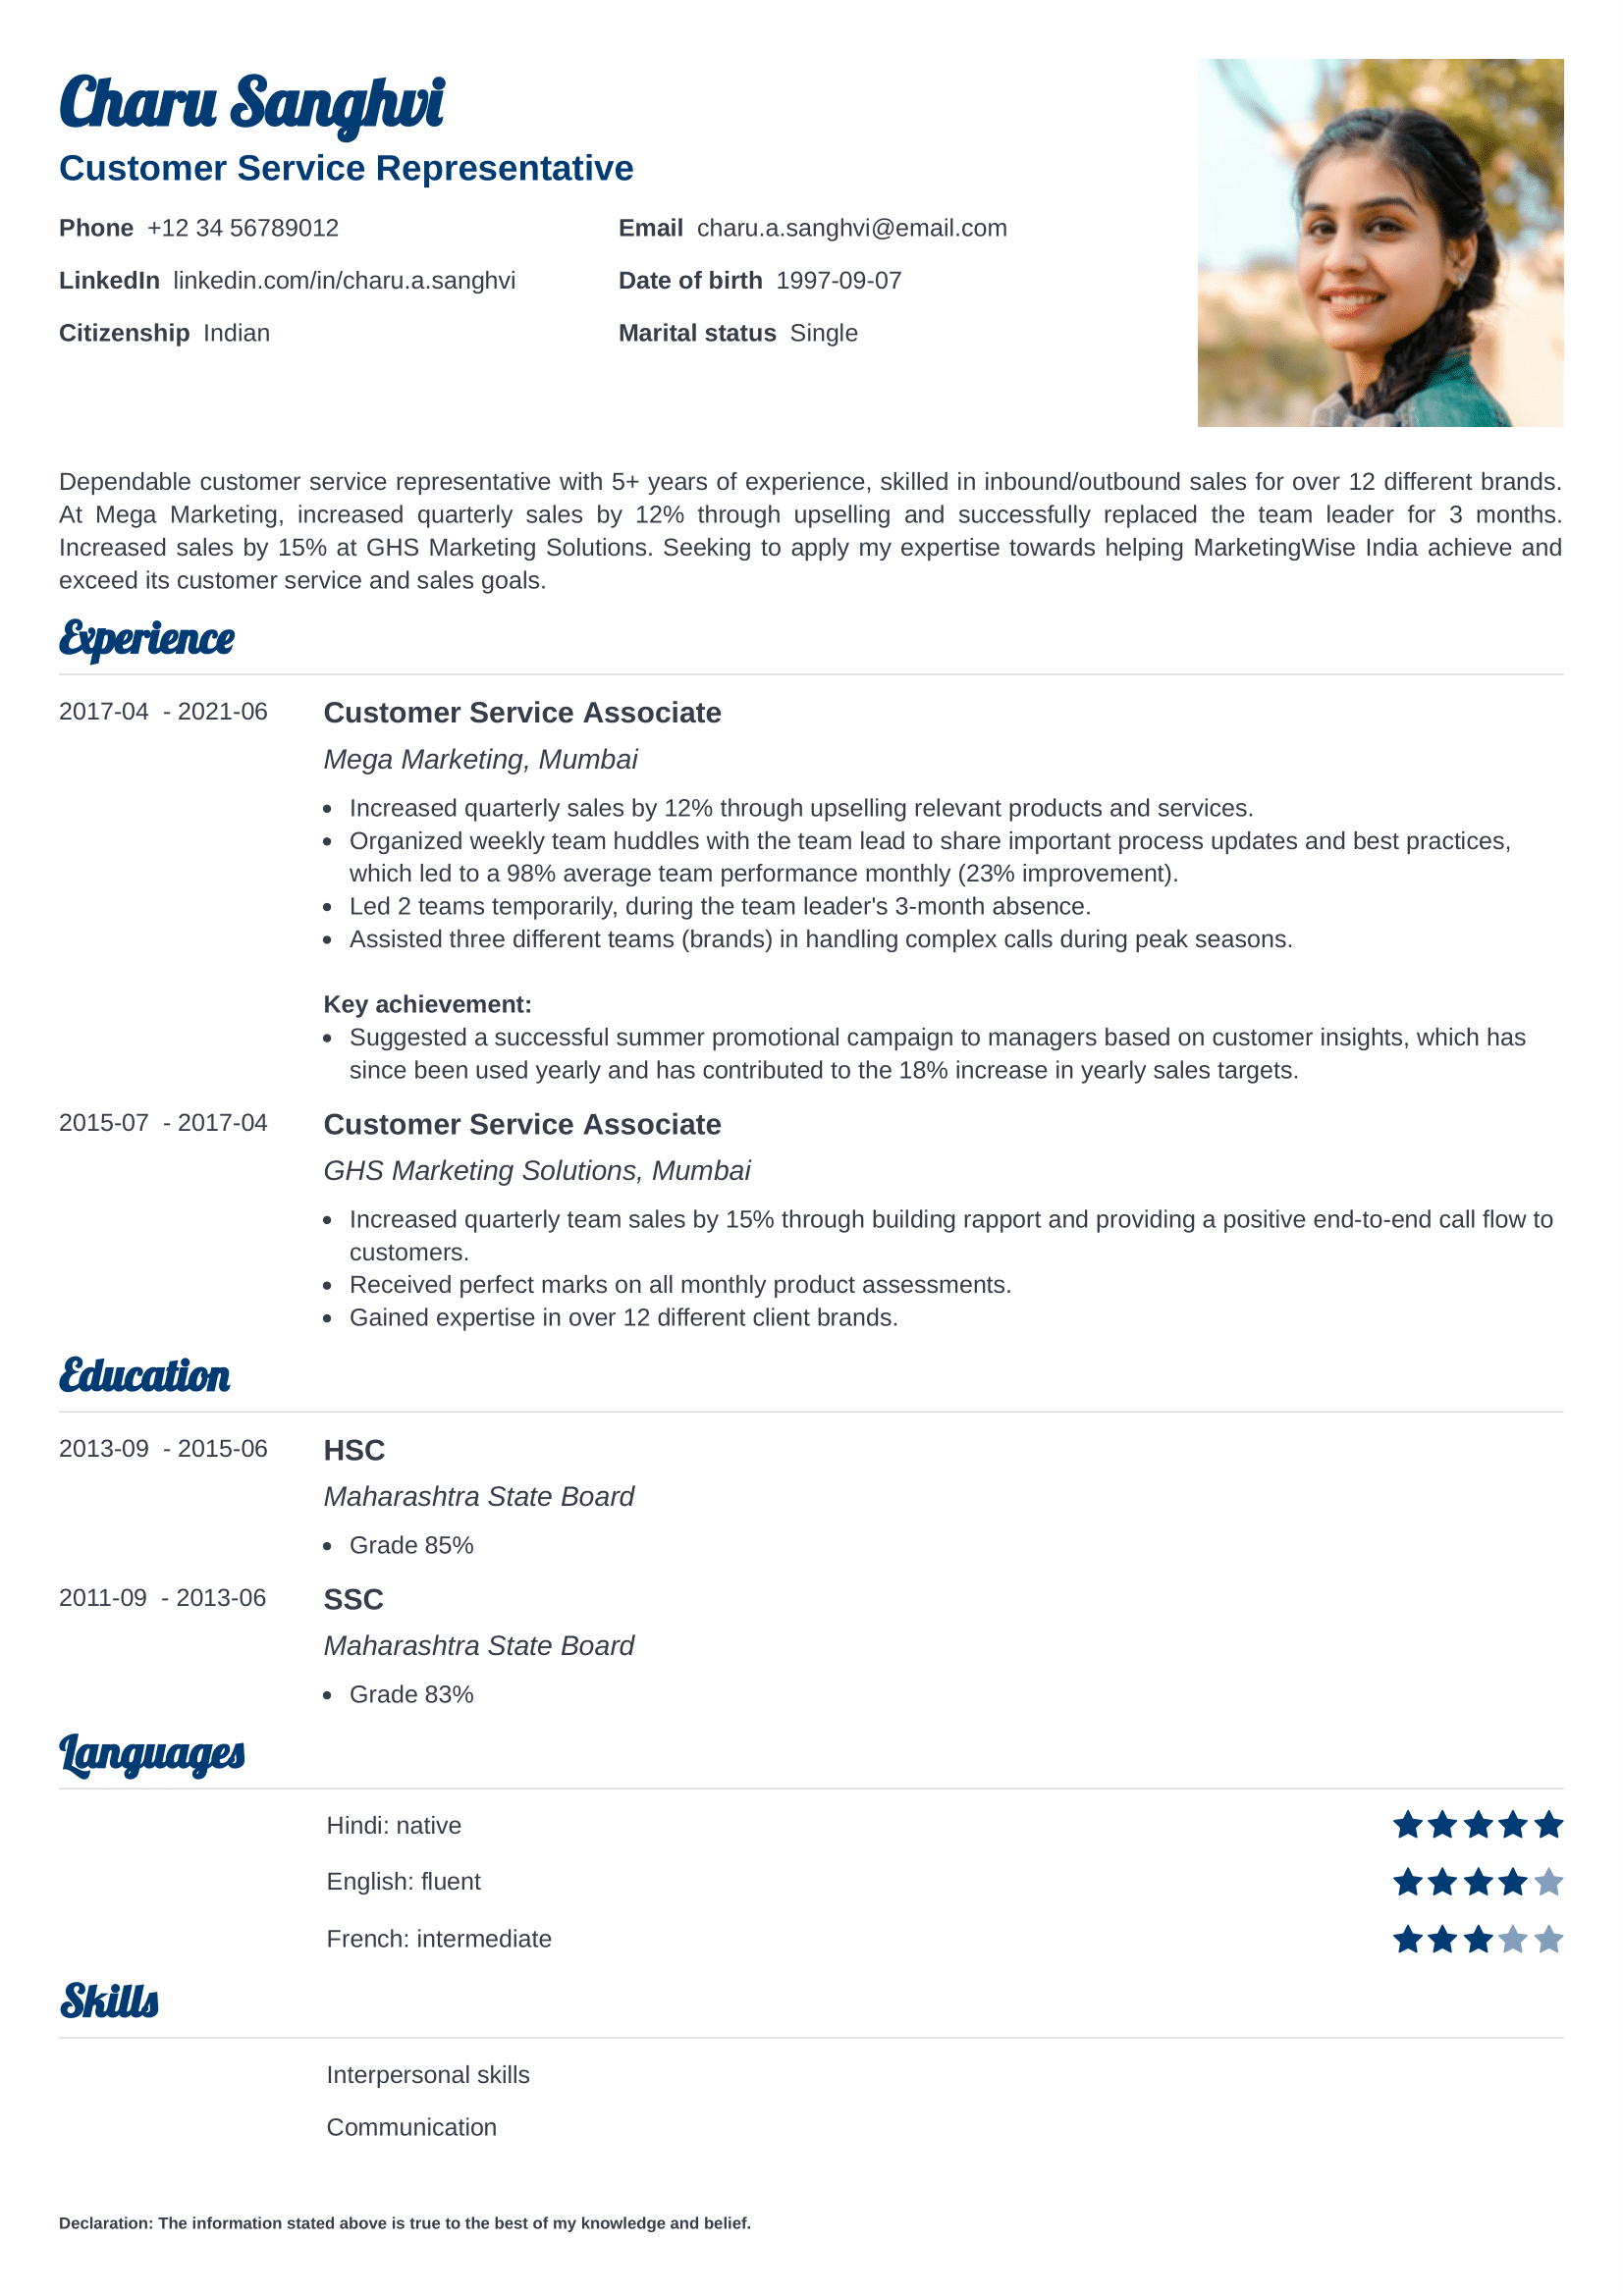 Charu Sanghvi
Customer Service Representative
Phone +12 34 56789012
Email charu.a.sanghvi@email.com
LinkedIn linkedin.com/in/charu.a.sanghvi
Date of birth 1997-09-07
Citizenship Indian
Marital status Single
Dependable customer service representative with 5+ years of experience, skilled in inbound/outbound sales for over 12 different brands.
At Mega Marketing, increased quarterly sales by 12% through upselling and successfully replaced the team leader for 3 months.
Increased sales by 15% at GHS Marketing Solutions. Seeking to apply my expertise towards helping MarketingWise India achieve and
exceed its customer service and sales goals.
Experience
2017-04 - 2021-06
Customer Service Associate
Mega Marketing, Mumbai
• Increased quarterly sales by 12% through upselling relevant products and services.
• Organized weekly team huddles with the team lead to share important process updates and best practices,
which led to a 98% average team performance monthly (23% improvement).
• Led 2 teams temporarily, during the team leader's 3-month absence.
• Assisted three different teams (brands) in handling complex calls during peak seasons.
Key achievement:
• Suggested a successful summer promotional campaign to managers based on customer insights, which has
since been used yearly and has contributed to the 18% increase in yearly sales targets.
2015-07 - 2017-04
Customer Service Associate
GHS Marketing Solutions, Mumbai
• Increased quarterly team sales by 15% through building rapport and providing a positive end-to-end call flow to
customers.
• Received perfect marks on all monthly product assessments.
• Gained expertise in over 12 different client brands.
Education
2013-09 - 2015-06
HSC
Maharashtra State Board
• Grade 85%
2011-09 - 2013-06
SSC
Maharashtra State Board
• Grade 83%
Languages
Hindi: native
English: fluent
French: intermediate
Skills
Interpersonal skills
Communication
Declaration: The information stated above is true to the best of my knowledge and belief.